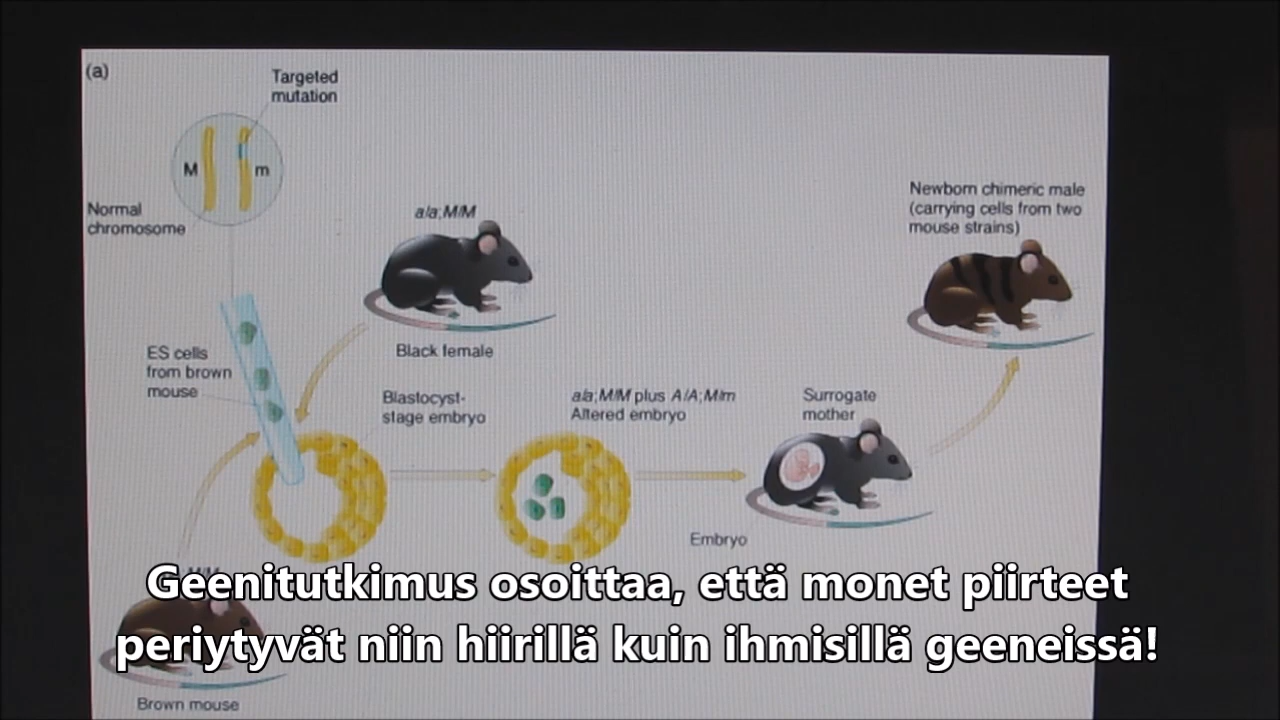 (a)
Targeted
mutation
M
m
Normal
chromosome
a/a;M/M
Newborn chimeric male
(carrying cells from two
mouse strains)
Black female
ES cells
from brown
mouse
Blastocyst-
stage embryo
a/a;M/M plus A/A;M/m
Altered embryo
Surrogate
mother
Embryo
Geenitutkimus osoittaa, että monet piirteet
periytyvät niin hiirillä kuin ihmisillä geeneissä!
Brown mouse